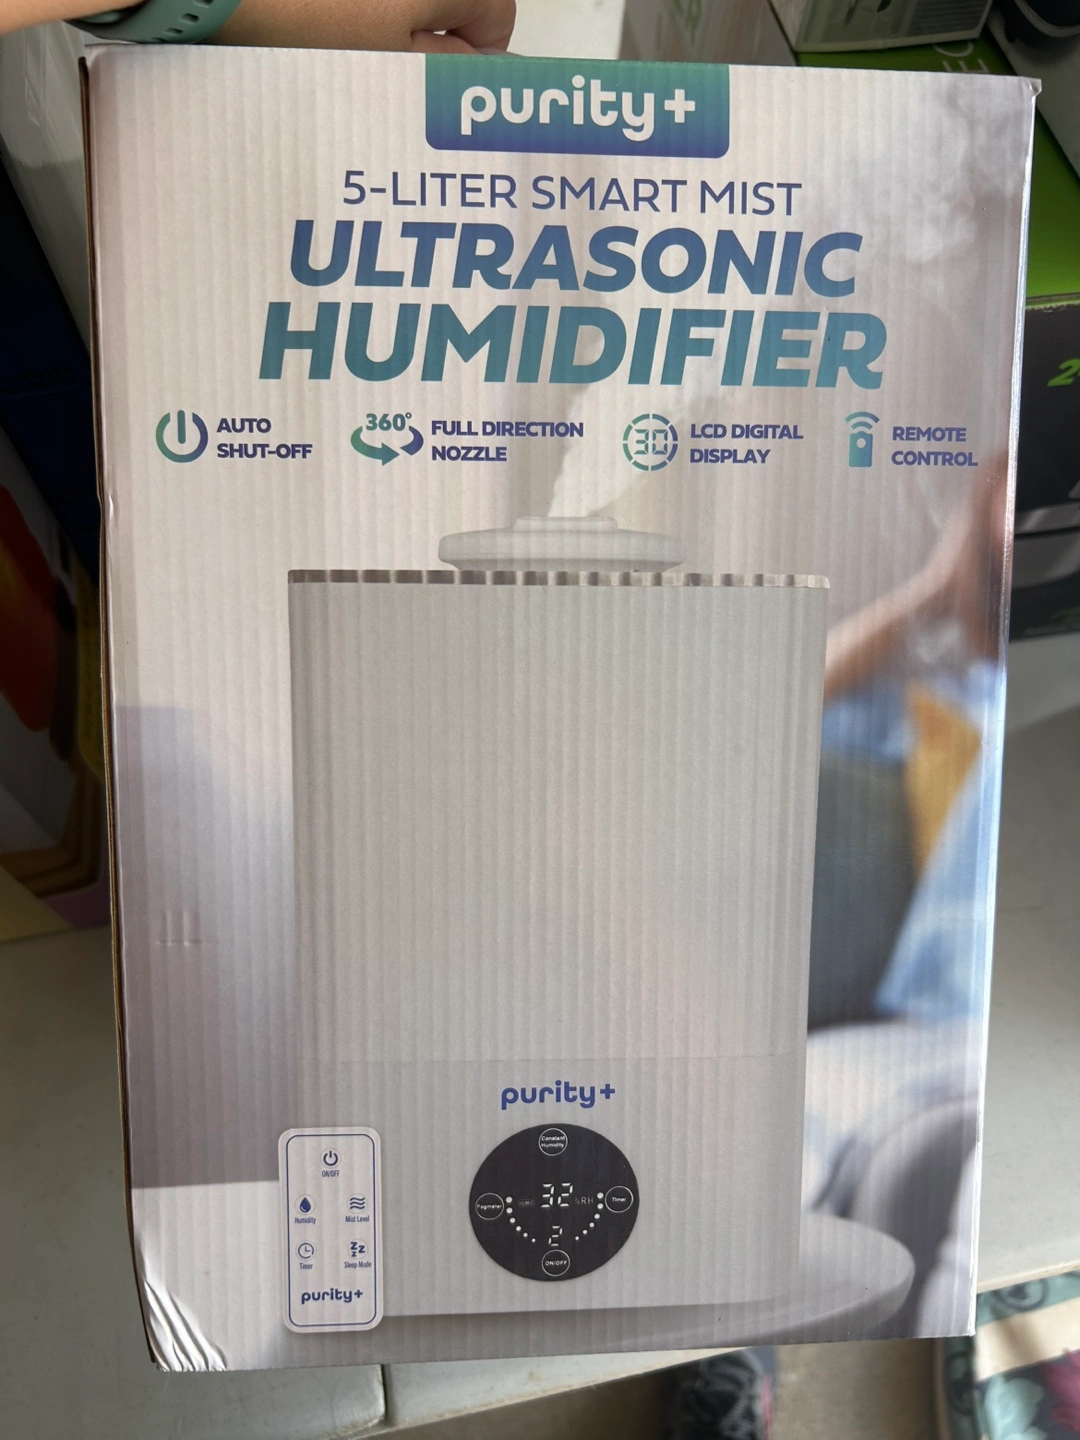 purity+
5-LITER SMART MIST
ULTRASONIC
HUMIDIFIER
AUTO
SHUT-OFF
360°
FULL DIRECTION
NOZZLE
30
LCD DIGITAL
DISPLAY
REMOTE
CONTROL
purity+
Constant
Humidity
Fogmeter
32 %RH
Timer
2
ON/OFF
ON/OFF
Humidity
Mist Level
Timer
Sleep Mode
purity+